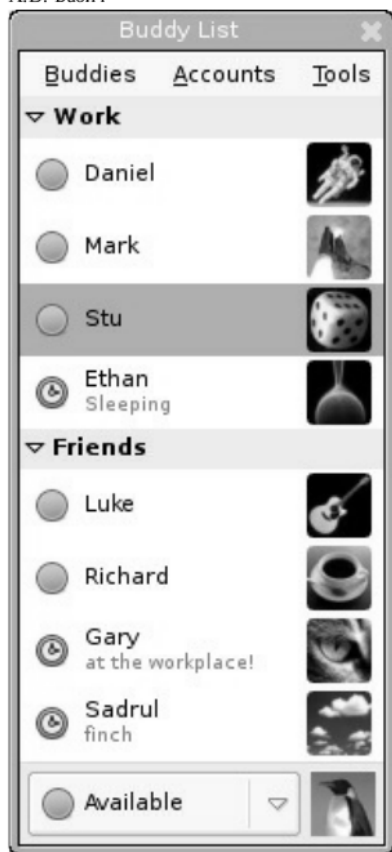 Buddy List
Buddies Accounts Tools
Work
Daniel
Mark
Stu
Ethan
Sleeping
Friends
Luke
Richard
Gary
at the workplace!
Sadrul
finch
Available